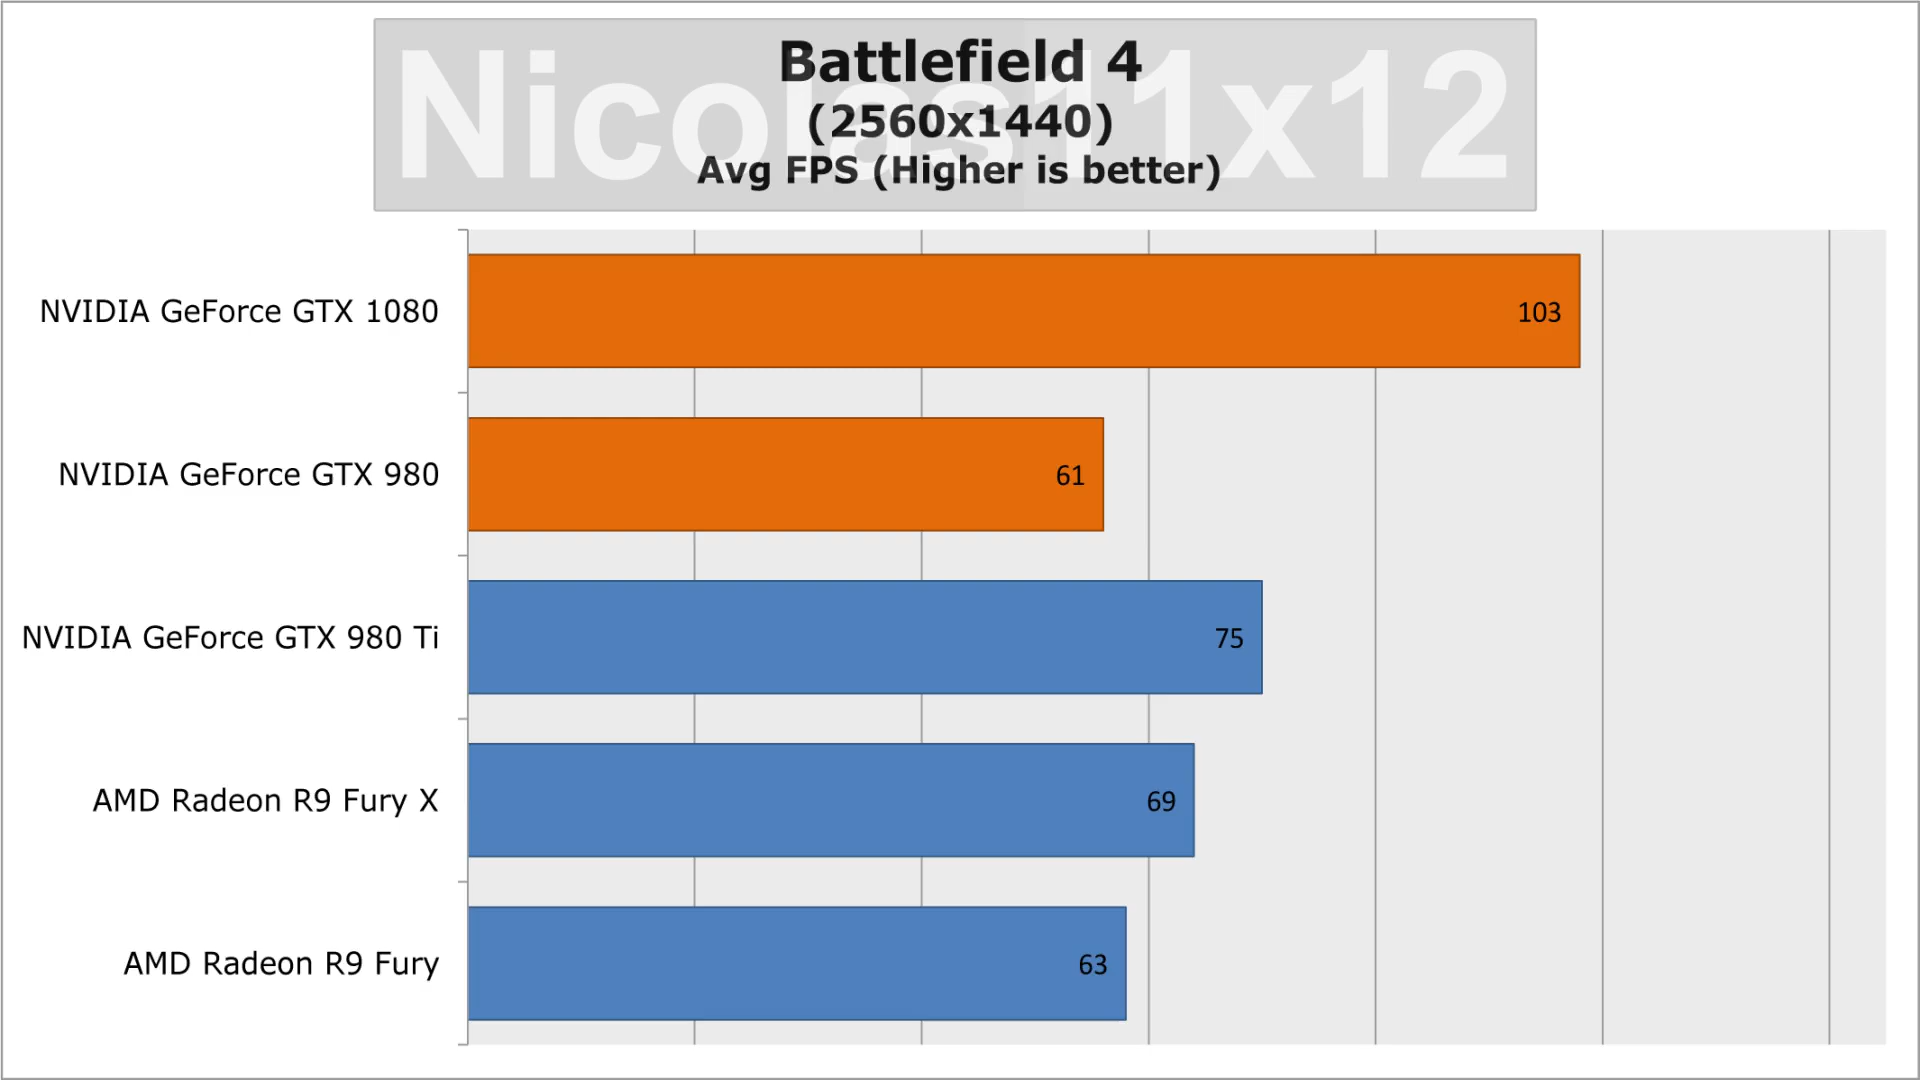 Nicolas11x12
Battlefield 4
(2560x1440)
Avg FPS (Higher is better)
NVIDIA GeForce GTX 1080
103
NVIDIA GeForce GTX 980
61
NVIDIA GeForce GTX 980 Ti
75
AMD Radeon R9 Fury X
69
AMD Radeon R9 Fury
63